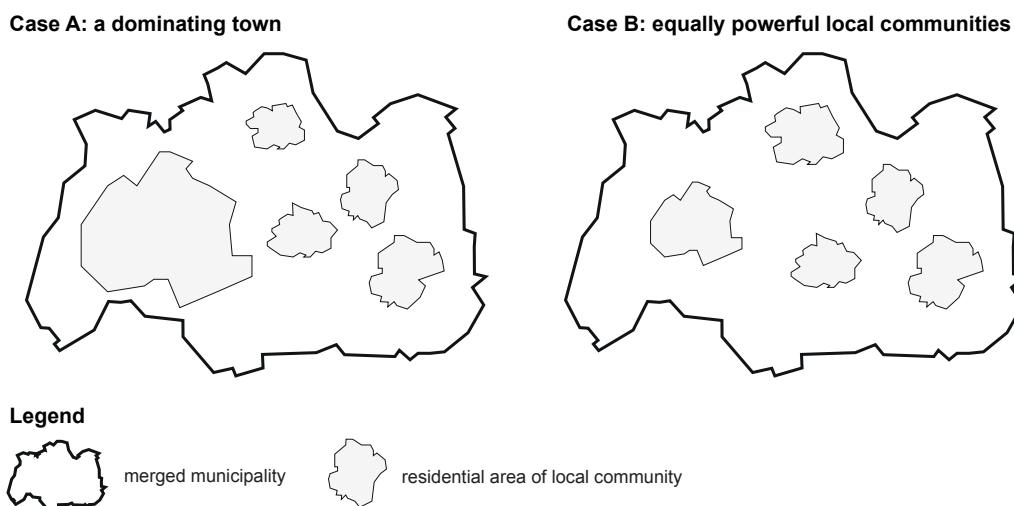 Case A: a dominating town
Case B: equally powerful local communities
Legend
merged municipality
residential area of local community